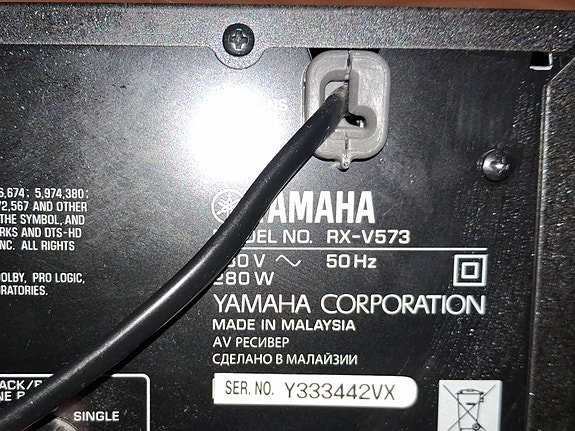 6,674; 5,974,380;
2,567 AND OTHER
THE SYMBOL, AND
RKS AND DTS-HD
NC. ALL RIGHTS
DOLBY, PRO LOGIC,
RATORIES.
YAMAHA
MODEL NO. RX-V573
V ~ 50 Hz
280 W
YAMAHA CORPORATION
MADE IN MALAYSIA
AV РЕСИВЕР
СДЕЛАНО В МАЛАЙЗИИ
SER. NO. Y333442VX
SINGLE